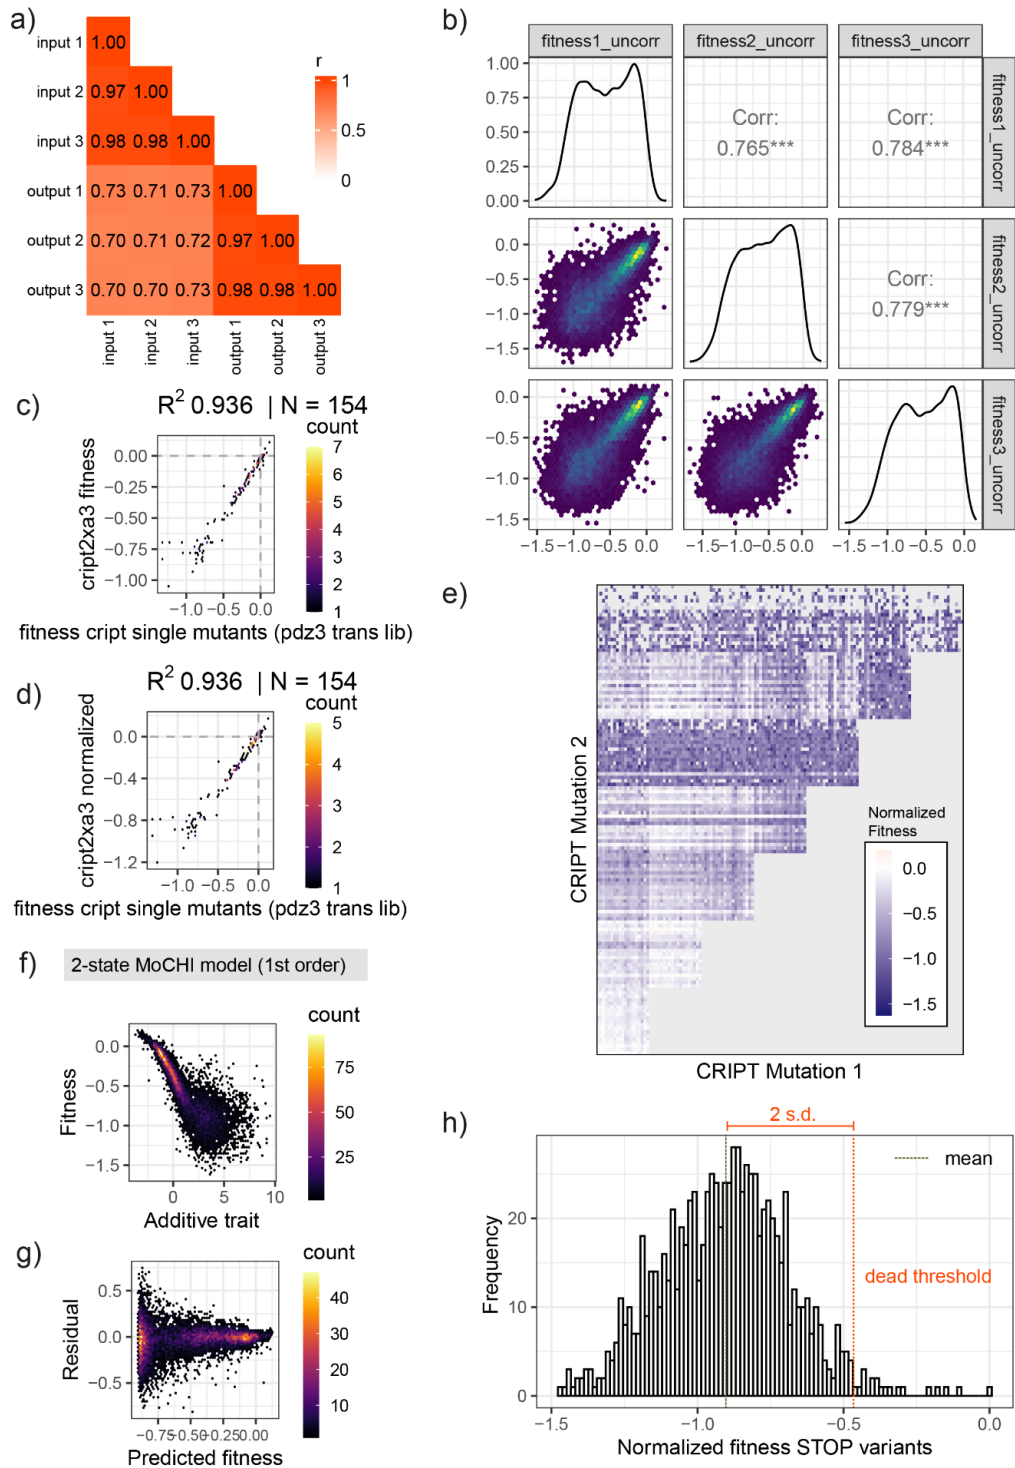 a)
input 1
input 2
input 3
output 1
output 2
output 3
1.00
0.97 1.00
0.98 0.98 1.00
0.73 0.71 0.73 1.00
0.70 0.71 0.72 0.97 1.00
0.70 0.70 0.73 0.98 0.98 1.00
input 1
input 2
input 3
output 1
output 2
output 3
r
1
0.5
0
b)
fitness1_uncorr
fitness2_uncorr
fitness3_uncorr
1.00
0.75
0.50
0.25
0.00
Corr:
0.765***
Corr:
0.784***
fitness1_uncorr
0.0
−0.5
−1.0
−1.5
Corr:
0.779***
fitness2_uncorr
0.0
−0.5
−1.0
−1.5
fitness3_uncorr
−1.5 −1.0 −0.5 0.0
−1.5 −1.0 −0.5 0.0
−1.5 −1.0 −0.5 0.0
c)
R² 0.936 | N = 154
cript2xa3 fitness
0.00
−0.25
−0.50
−0.75
−1.00
−1.0 −0.5 0.0
fitness cript single mutants (pdz3 trans lib)
count
7
6
5
4
3
2
1
d)
R² 0.936 | N = 154
cript2xa3 normalized
0.0
−0.4
−0.8
−1.2
−1.0 −0.5 0.0
fitness cript single mutants (pdz3 trans lib)
count
5
4
3
2
1
e)
CRIPT Mutation 2
CRIPT Mutation 1
Normalized
Fitness
0.0
−0.5
−1.0
−1.5
f)
2-state MoCHI model (1st order)
Fitness
0.0
−0.5
−1.0
−1.5
0 5 10
Additive trait
count
75
50
25
g)
Residual
0.5
0.0
−0.5
−0.75 −0.50 −0.25 0.00
Predicted fitness
count
40
30
20
10
h)
2 s.d.
mean
dead threshold
Frequency
20
10
0
−1.5 −1.0 −0.5 0.0
Normalized fitness STOP variants